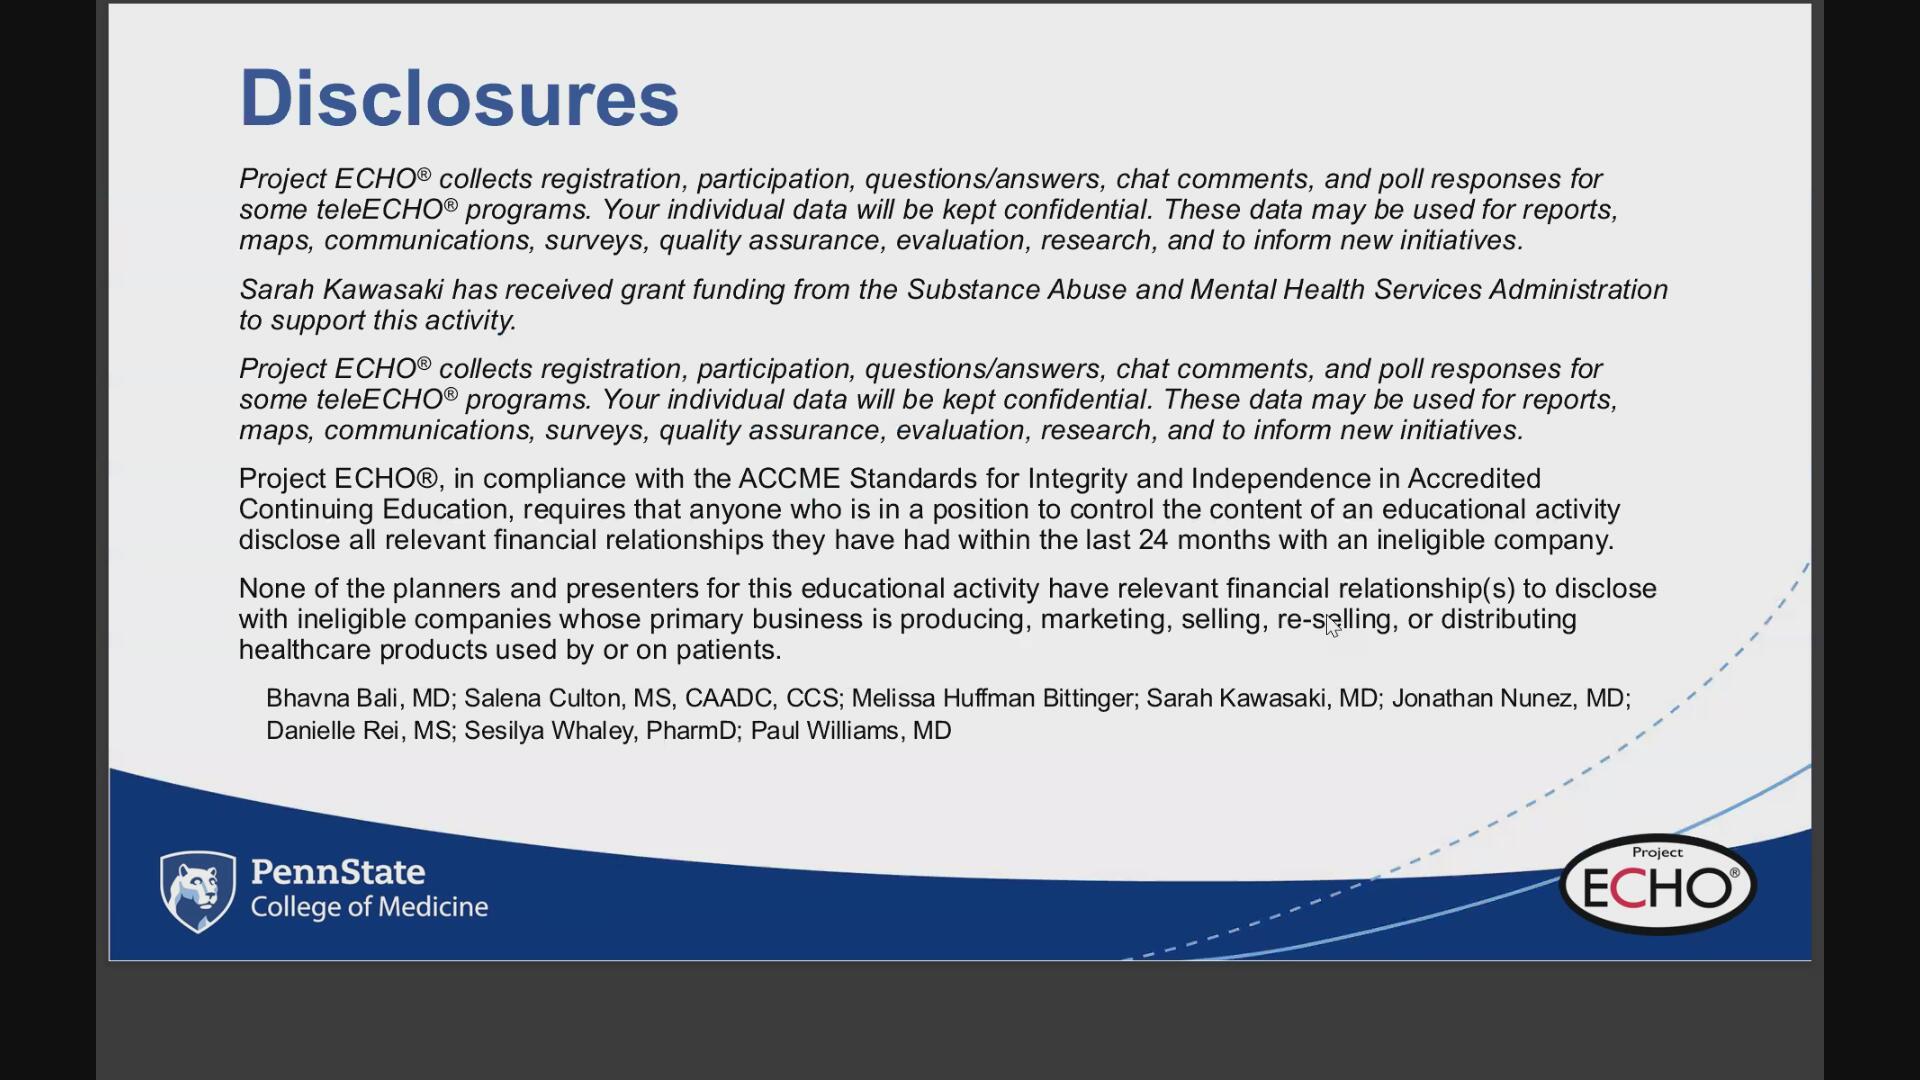 Disclosures
Project ECHO® collects registration, participation, questions/answers, chat comments, and poll responses for
some teleECHO® programs. Your individual data will be kept confidential. These data may be used for reports,
maps, communications, surveys, quality assurance, evaluation, research, and to inform new initiatives.
Sarah Kawasaki has received grant funding from the Substance Abuse and Mental Health Services Administration
to support this activity.
Project ECHO® collects registration, participation, questions/answers, chat comments, and poll responses for
some teleECHO® programs. Your individual data will be kept confidential. These data may be used for reports,
maps, communications, surveys, quality assurance, evaluation, research, and to inform new initiatives.
Project ECHO®, in compliance with the ACCME Standards for Integrity and Independence in Accredited
Continuing Education, requires that anyone who is in a position to control the content of an educational activity
disclose all relevant financial relationships they have had within the last 24 months with an ineligible company.
None of the planners and presenters for this educational activity have relevant financial relationship(s) to disclose
with ineligible companies whose primary business is producing, marketing, selling, re-selling, or distributing
healthcare products used by or on patients.
Bhavna Bali, MD; Salena Culton, MS, CAADC, CCS; Melissa Huffman Bittinger; Sarah Kawasaki, MD; Jonathan Nunez, MD;
Danielle Rei, MS; Sesilya Whaley, PharmD; Paul Williams, MD
PennState
College of Medicine
Project
ECHO®